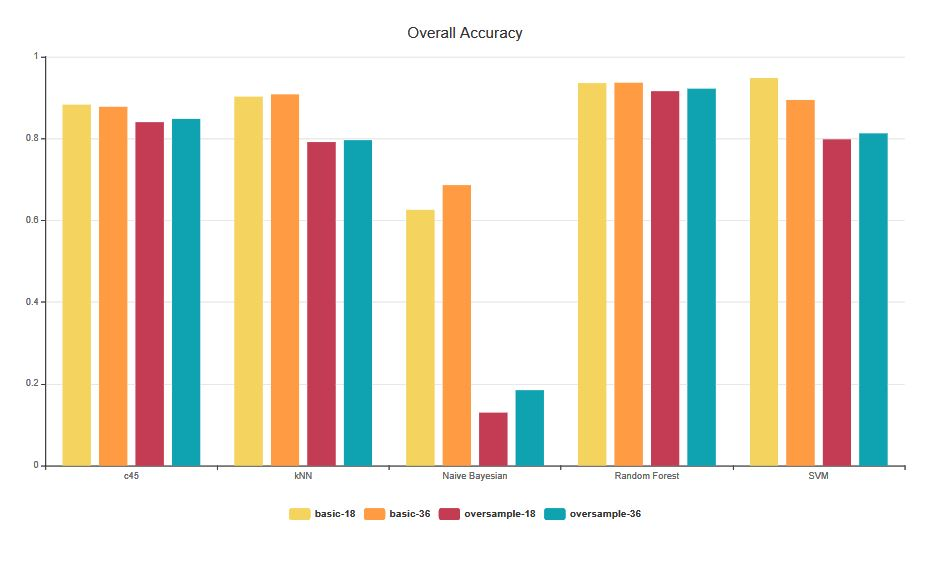 Overall Accuracy
1
0.8
0.6
0.4
0.2
0
c45 kNN Naive Bayesian Random Forest SVM
basic-18 basic-36 oversample-18 oversample-36